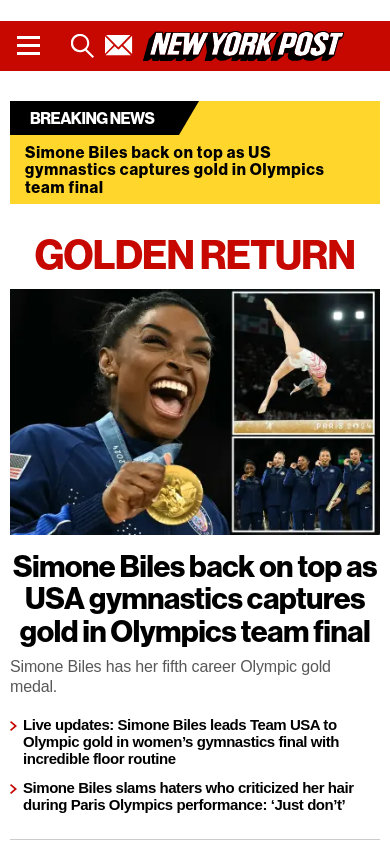 NEW YORK POST
BREAKING NEWS
Simone Biles back on top as US
gymnastics captures gold in Olympics
team final
GOLDEN RETURN
PARIS 2024
2024
Simone Biles back on top as
USA gymnastics captures
gold in Olympics team final
Simone Biles has her fifth career Olympic gold
medal.
Live updates: Simone Biles leads Team USA to
Olympic gold in women’s gymnastics final with
incredible floor routine
Simone Biles slams haters who criticized her hair
during Paris Olympics performance: ‘Just don’t’